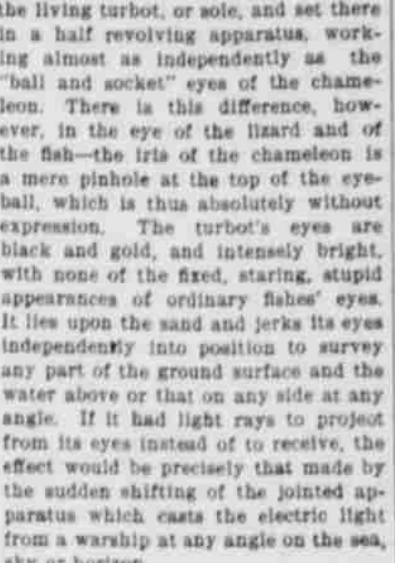 the living turbot, or sole, and set there
in a half revolving apparatus, work-
ing almost as independently as the
"ball and socket" eyes of the chame-
leon. There is this difference, how-
ever, in the eye of the lizard and of
the fish—the iris of the chameleon is
a mere pinhole at the top of the eye-
ball, which is thus absolutely without
expression. The turbot's eyes are
black and gold, and intensely bright,
with none of the fixed, staring, stupid
appearances of ordinary fishes' eyes.
It lies upon the sand and jerks its eyes
independently into position to survey
any part of the ground surface and the
water above or that on any side at any
angle. If it had light rays to project
from its eyes instead of to receive, the
effect would be precisely that made by
the sudden shifting of the jointed ap-
paratus which casts the electric light
from a warship at any angle on the sea,
sky or horizon